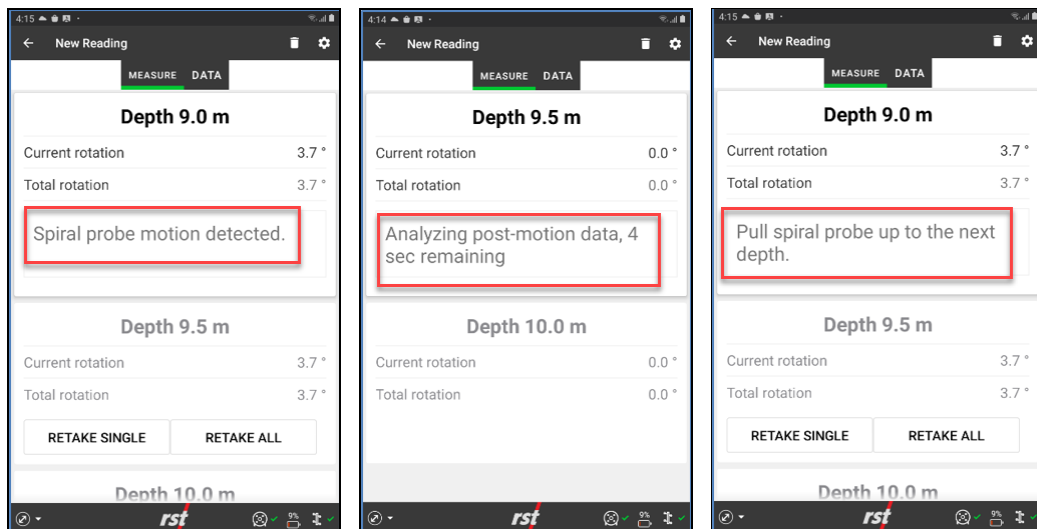 4:15
New Reading
MEASURE DATA
Depth 9.0 m
Current rotation 3.7 °
Total rotation 3.7 °
Spiral probe motion detected.
Depth 9.5 m
Current rotation 3.7 °
Total rotation 3.7 °
RETAKE SINGLE RETAKE ALL
Depth 10.0 m
rst 9%
4:14
New Reading
MEASURE DATA
Depth 9.5 m
Current rotation 0.0 °
Total rotation 0.0 °
Analyzing post-motion data, 4
sec remaining
Depth 10.0 m
Current rotation 0.0 °
Total rotation 0.0 °
rst 9%
4:15
New Reading
MEASURE DATA
Depth 9.0 m
Current rotation 3.7 °
Total rotation 3.7 °
Pull spiral probe up to the next
depth.
Depth 9.5 m
Current rotation 3.7 °
Total rotation 3.7 °
RETAKE SINGLE RETAKE ALL
Depth 10.0 m
rst 9%